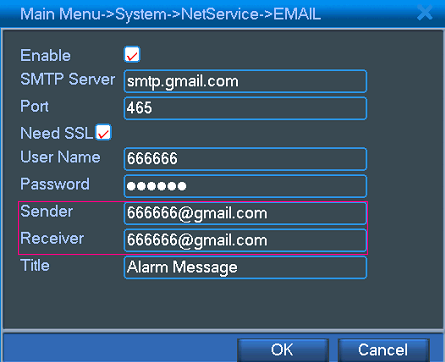 Main Menu->System->NetService->EMAIL
Enable
SMTP Server smtp.gmail.com
Port 465
Need SSL
User Name 666666
Password ●●●●●●
Sender 666666@gmail.com
Receiver 666666@gmail.com
Title Alarm Message
OK Cancel